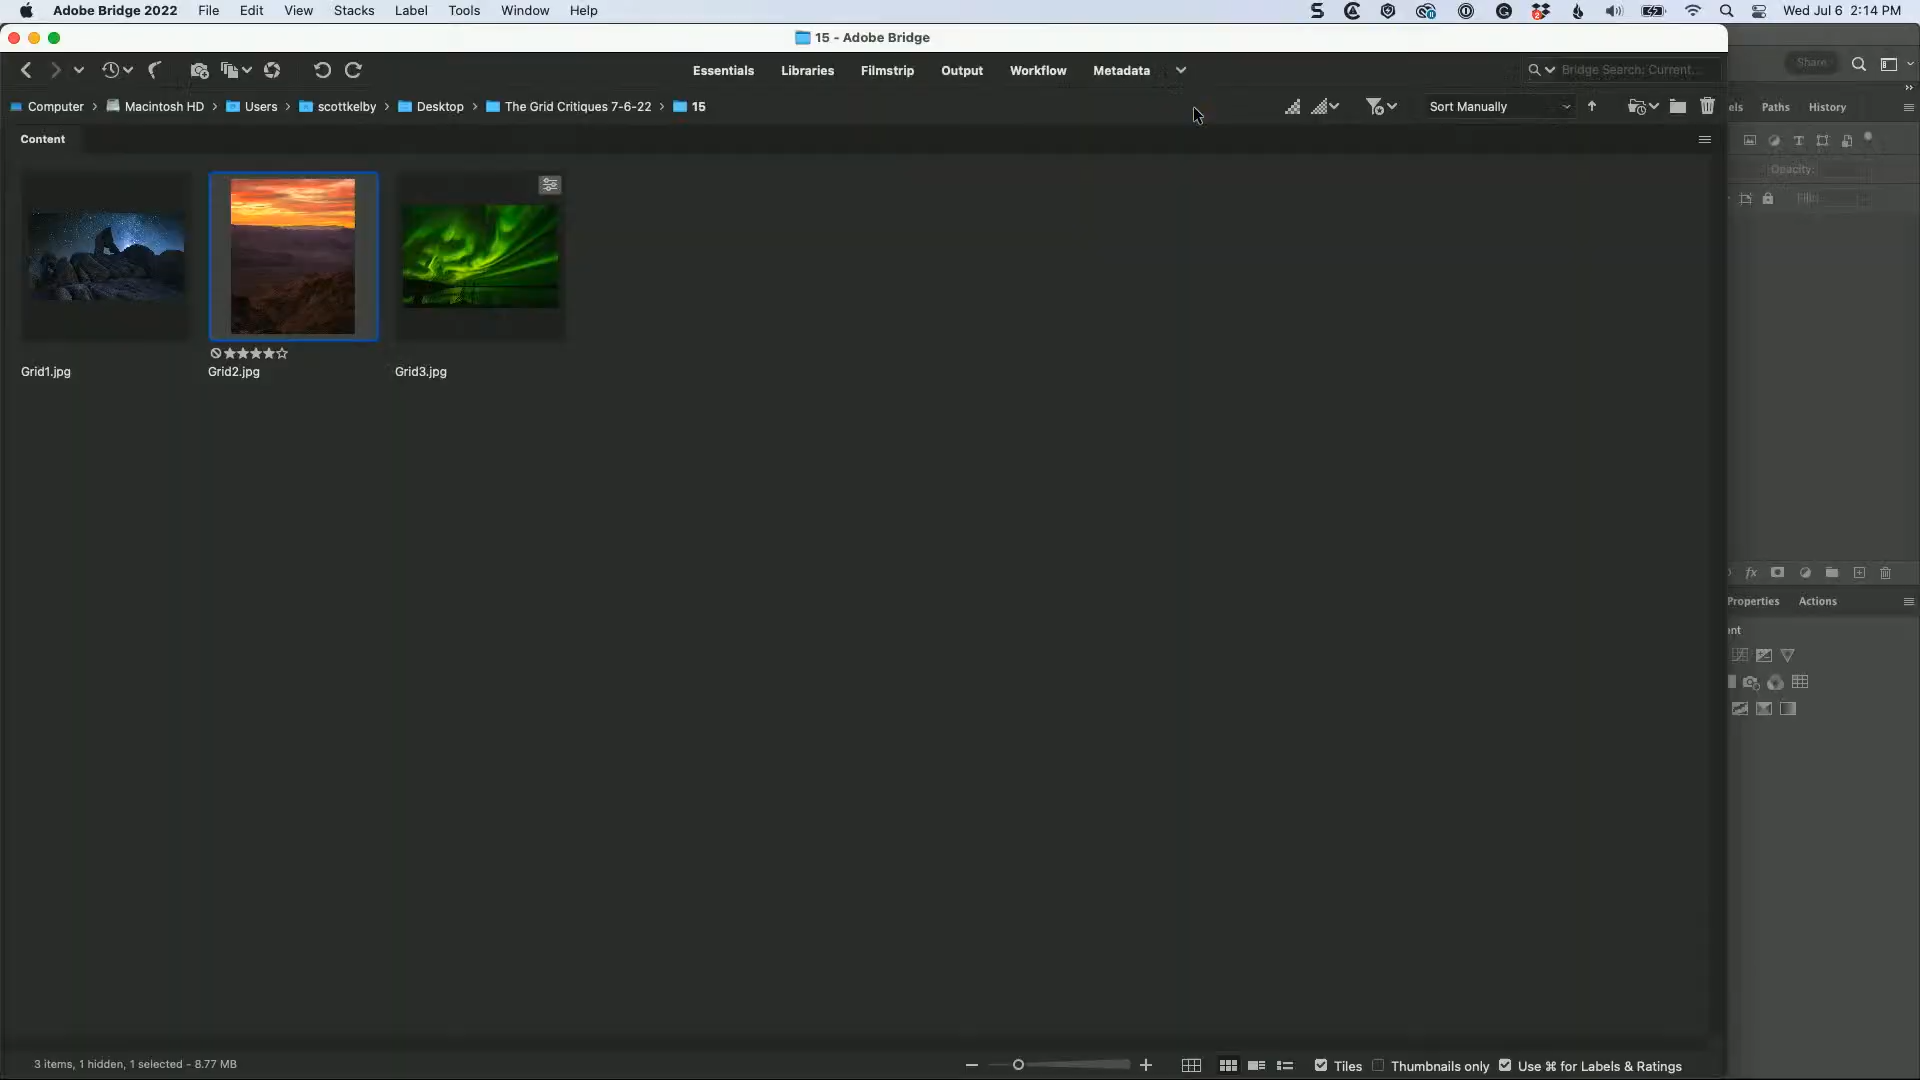 Adobe Bridge 2022 File Edit View Stacks Label Tools Window Help Wed Jul 6 2:14 PM
15 - Adobe Bridge
Essentials Libraries Filmstrip Output Workflow Metadata Bridge Search: Current... Share
Computer Macintosh HD Users scottkelby Desktop The Grid Critiques 7-6-22 15 Sort Manually els Paths History
Content
Opacity:
Fill:
Grid1.jpg Grid2.jpg Grid3.jpg
Properties Actions
ent
3 items, 1 hidden, 1 selected - 8.77 MB Tiles Thumbnails only Use ⌘ for Labels & Ratings